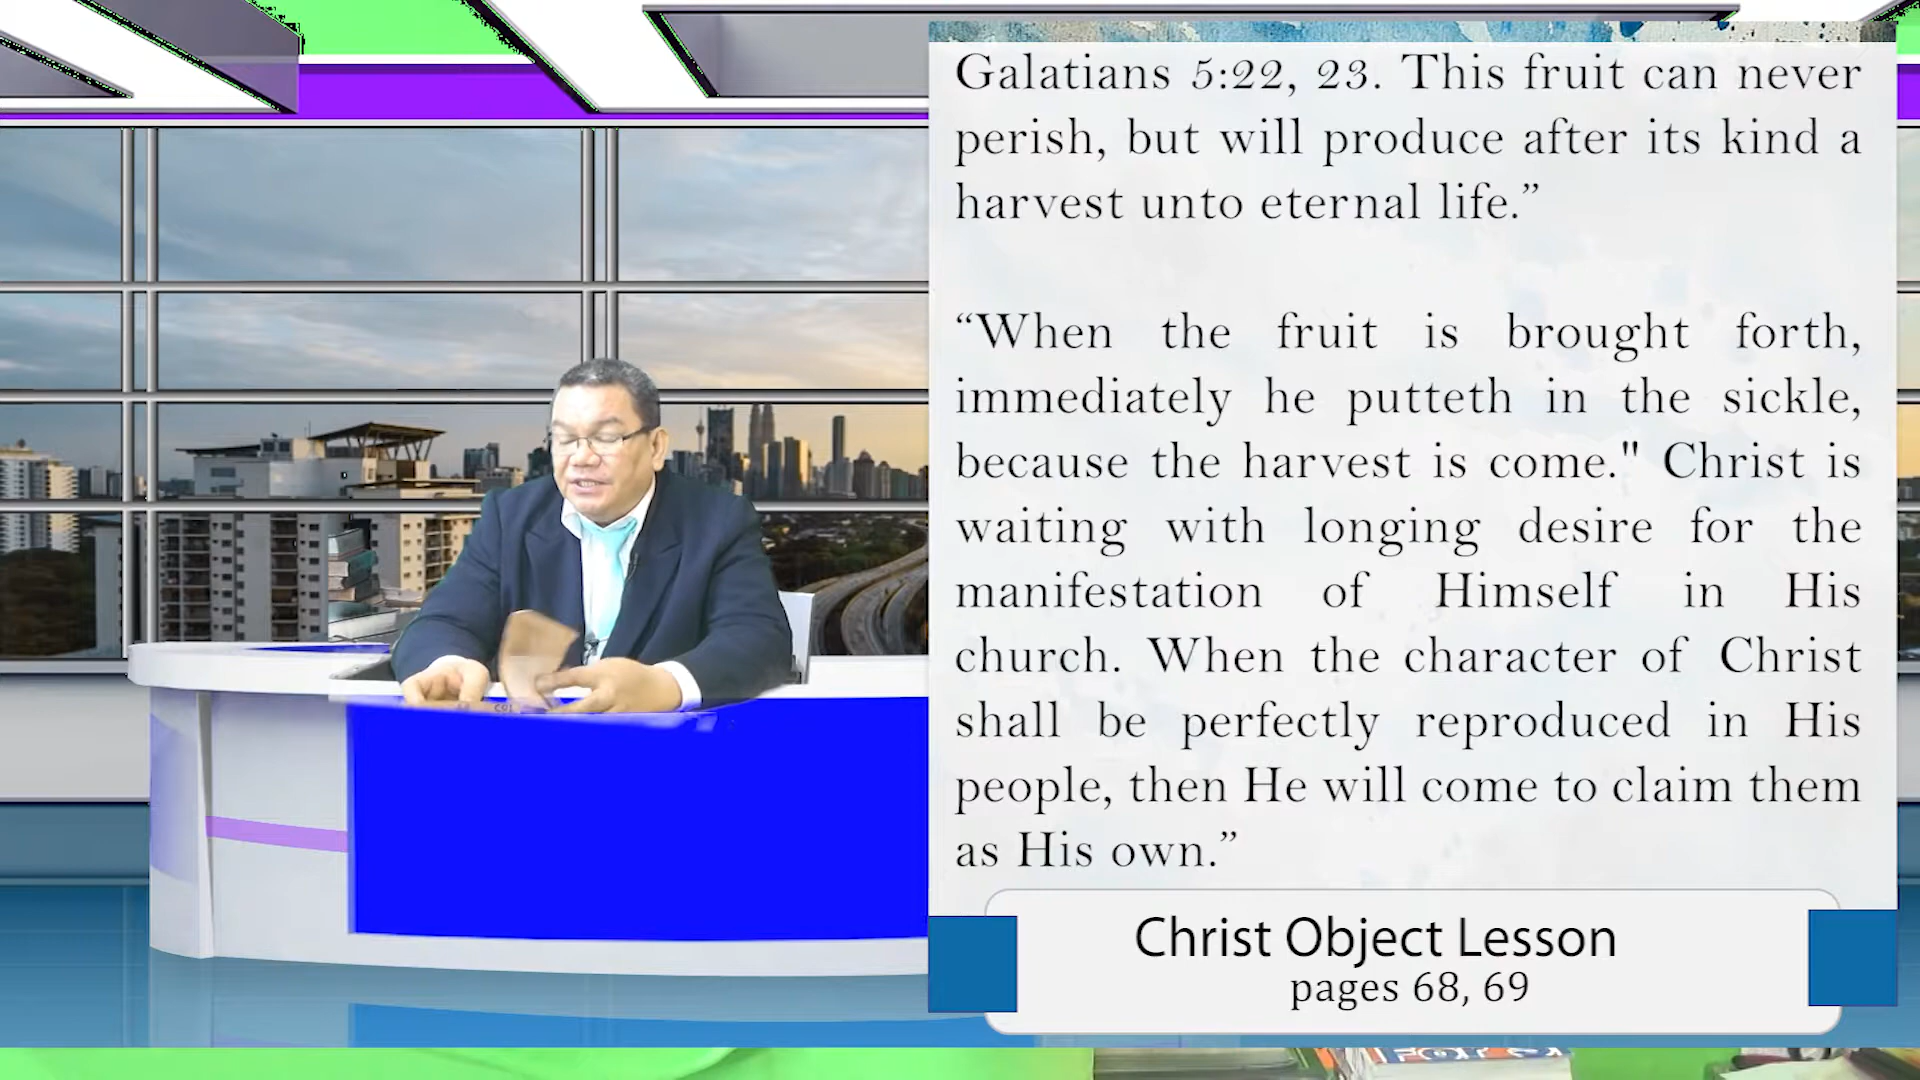 Galatians 5:22, 23. This fruit can never
perish, but will produce after its kind a
harvest unto eternal life.”
“When the fruit is brought forth,
immediately he putteth in the sickle,
because the harvest is come." Christ is
waiting with longing desire for the
manifestation of Himself in His
church. When the character of Christ
shall be perfectly reproduced in His
people, then He will come to claim them
as His own.”
Christ Object Lesson
pages 68, 69